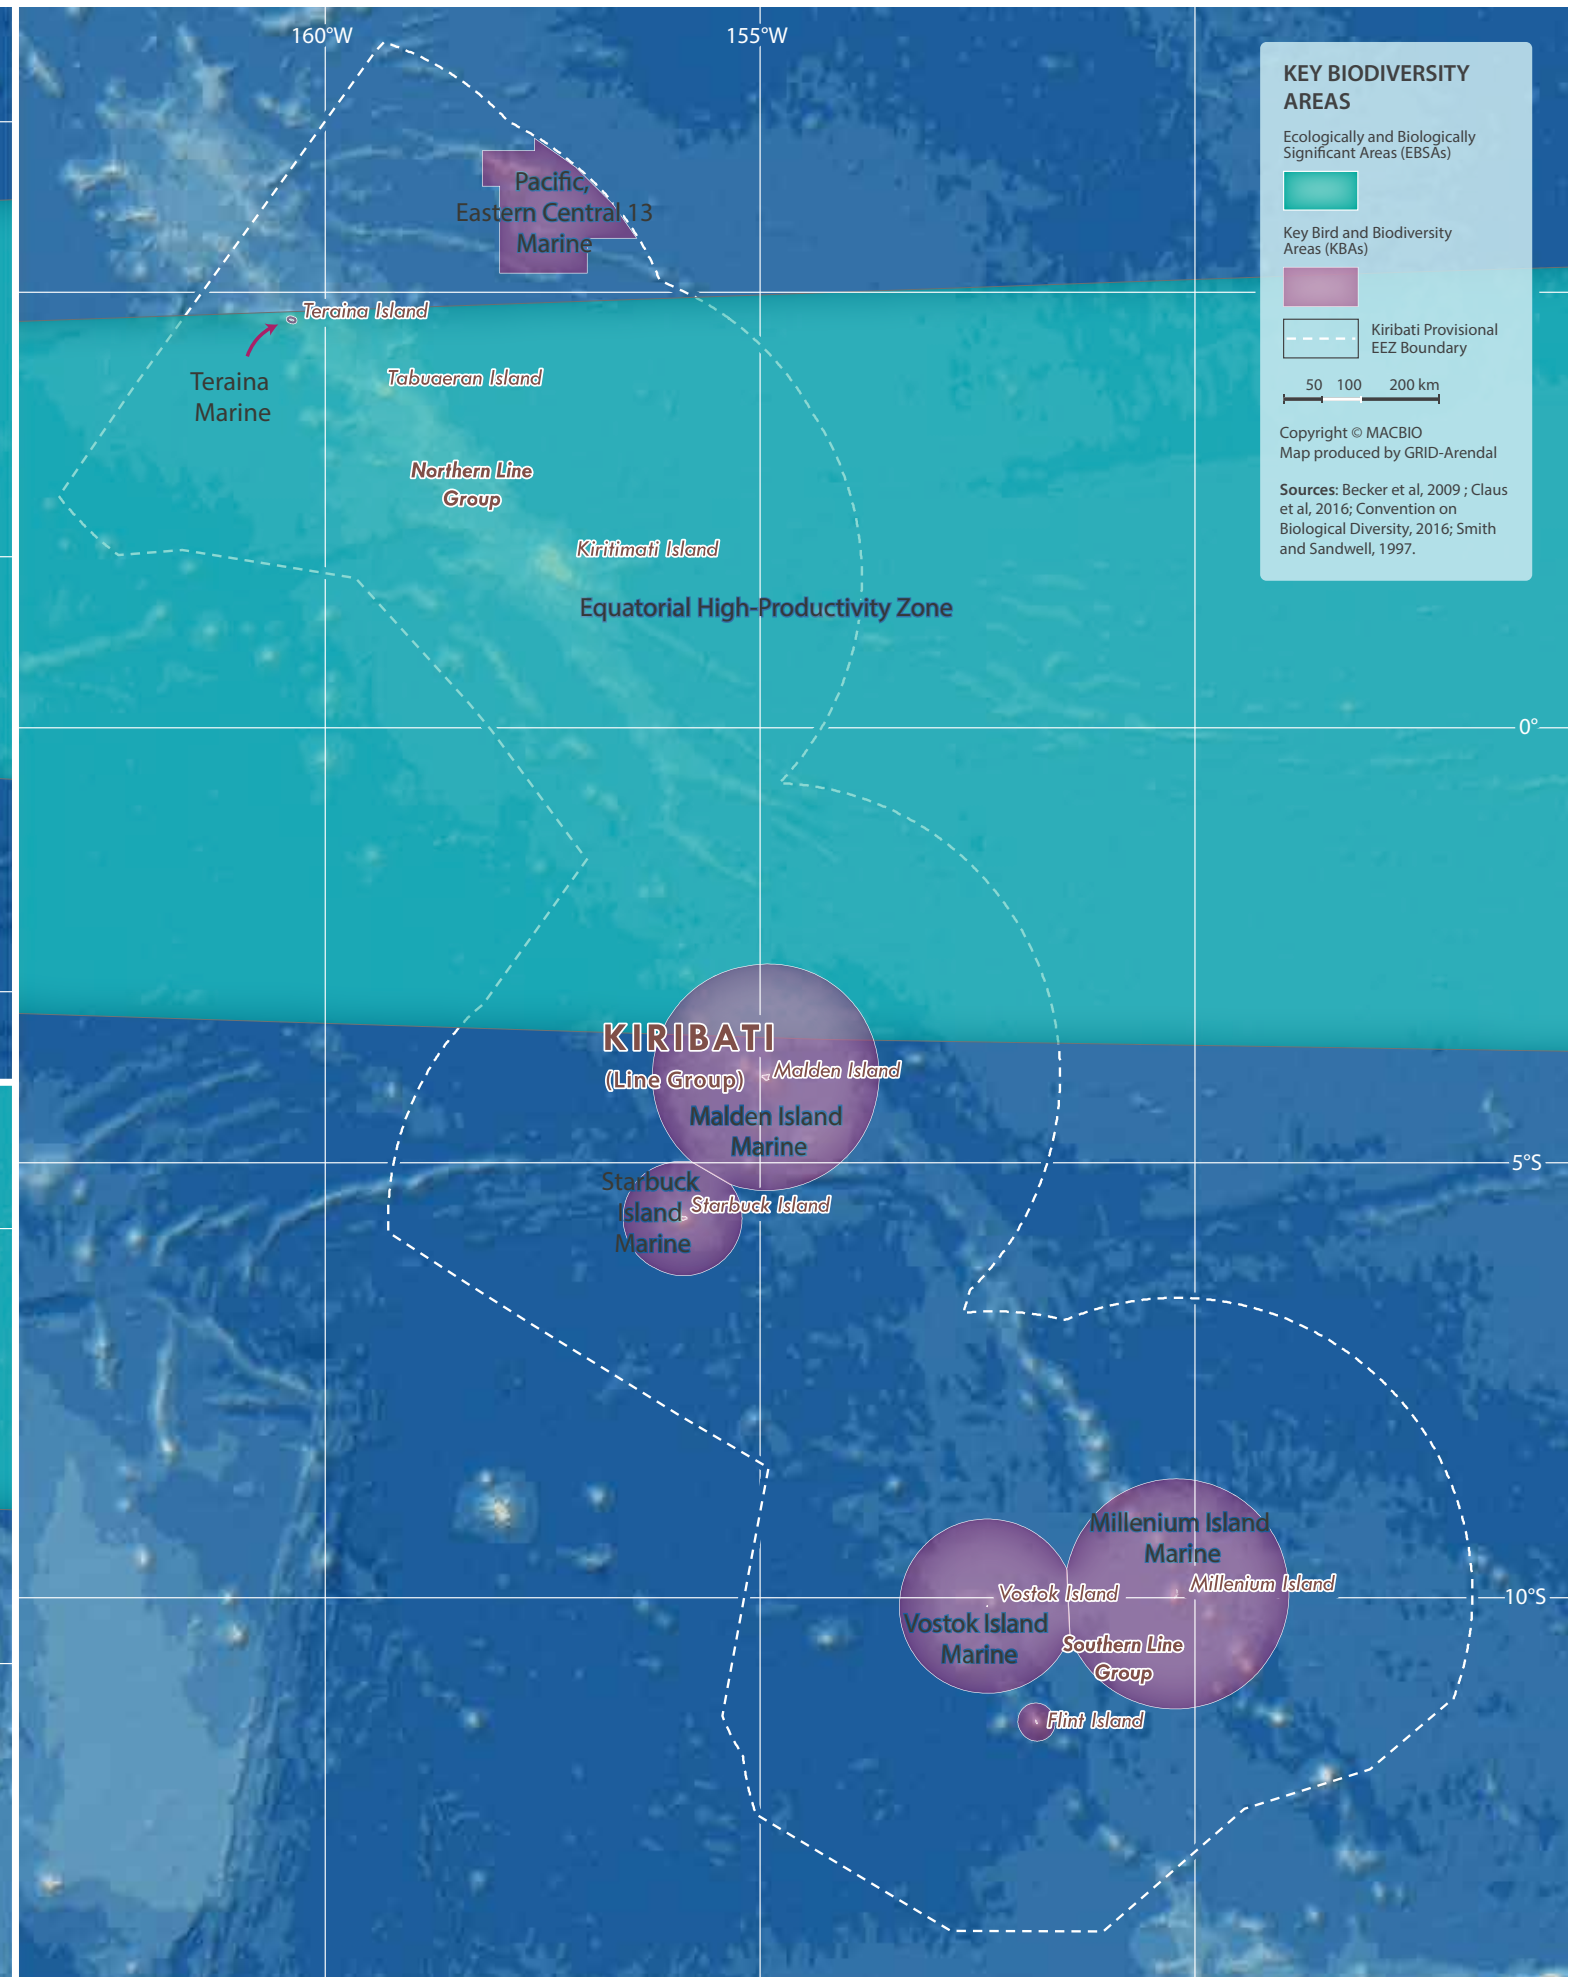 160°W
155°W
KEY BIODIVERSITY
AREAS
Ecologically and Biologically
Significant Areas (EBSAs)
Key Bird and Biodiversity
Areas (KBAs)
Kiribati Provisional
EEZ Boundary
50 100 200 km
Copyright © MACBIO
Map produced by GRID-Arendal
Sources: Becker et al, 2009 ; Claus
et al, 2016; Convention on
Biological Diversity, 2016; Smith
and Sandwell, 1997.
Pacific,
Eastern Central 13
Marine
Teraina Island
Teraina
Marine
Tabuaeran Island
Northern Line
Group
Kiritimati Island
Equatorial High-Productivity Zone
0°
KIRIBATI
(Line Group)
Malden Island
Malden Island
Marine
5°S
Starbuck
Island
Marine
Starbuck Island
Millenium Island
Marine
Millenium Island
Vostok Island
10°S
Vostok Island
Marine
Southern Line
Group
Flint Island